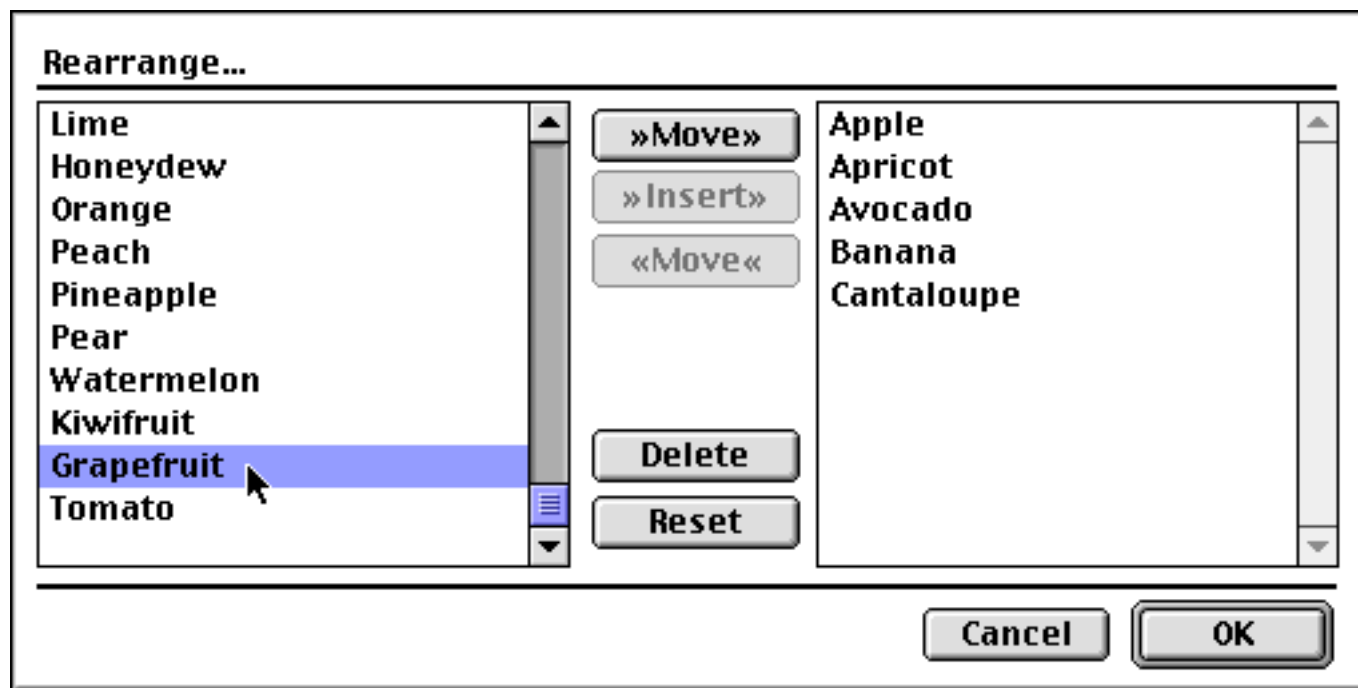 Rearrange...
Lime
Honeydew
Orange
Peach
Pineapple
Pear
Watermelon
Kiwifruit
Grapefruit
Tomato
»Move»
»Insert»
«Move«
Delete
Reset
Apple
Apricot
Avocado
Banana
Cantaloupe
Cancel
OK